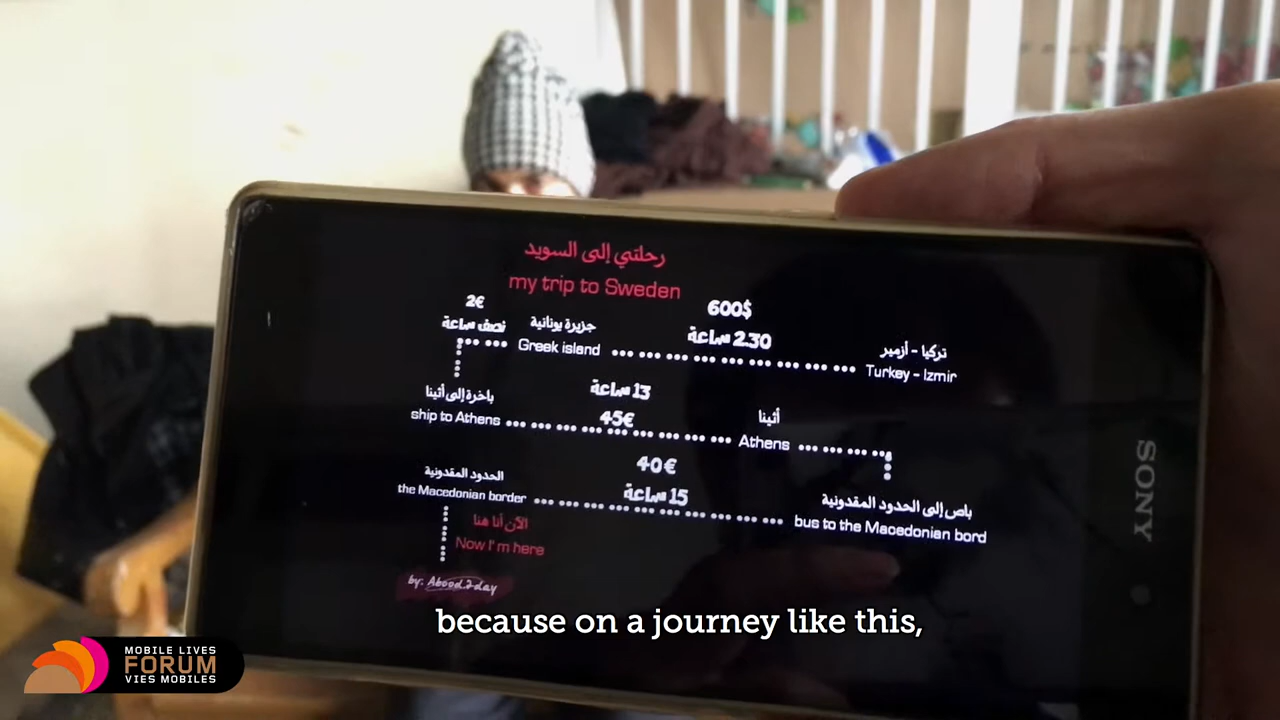 رحلتي إلى السويد
my trip to Sweden
2€
600$
نصف ساعة
جزيرة يونانية
2.30 ساعة
تركيا - أزمير
Greek island
Turkey - Izmir
باخرة إلى أثينا
13 ساعة
أثينا
ship to Athens
45€
Athens
الحدود المقدونية
40€
باص إلى الحدود المقدونية
the Macedonian border
15 ساعة
bus to the Macedonian bord
الآن أنا هنا
Now I'm here
by: Abood.2day
SONY
because on a journey like this,
MOBILE LIVES
FORUM
VIES MOBILES